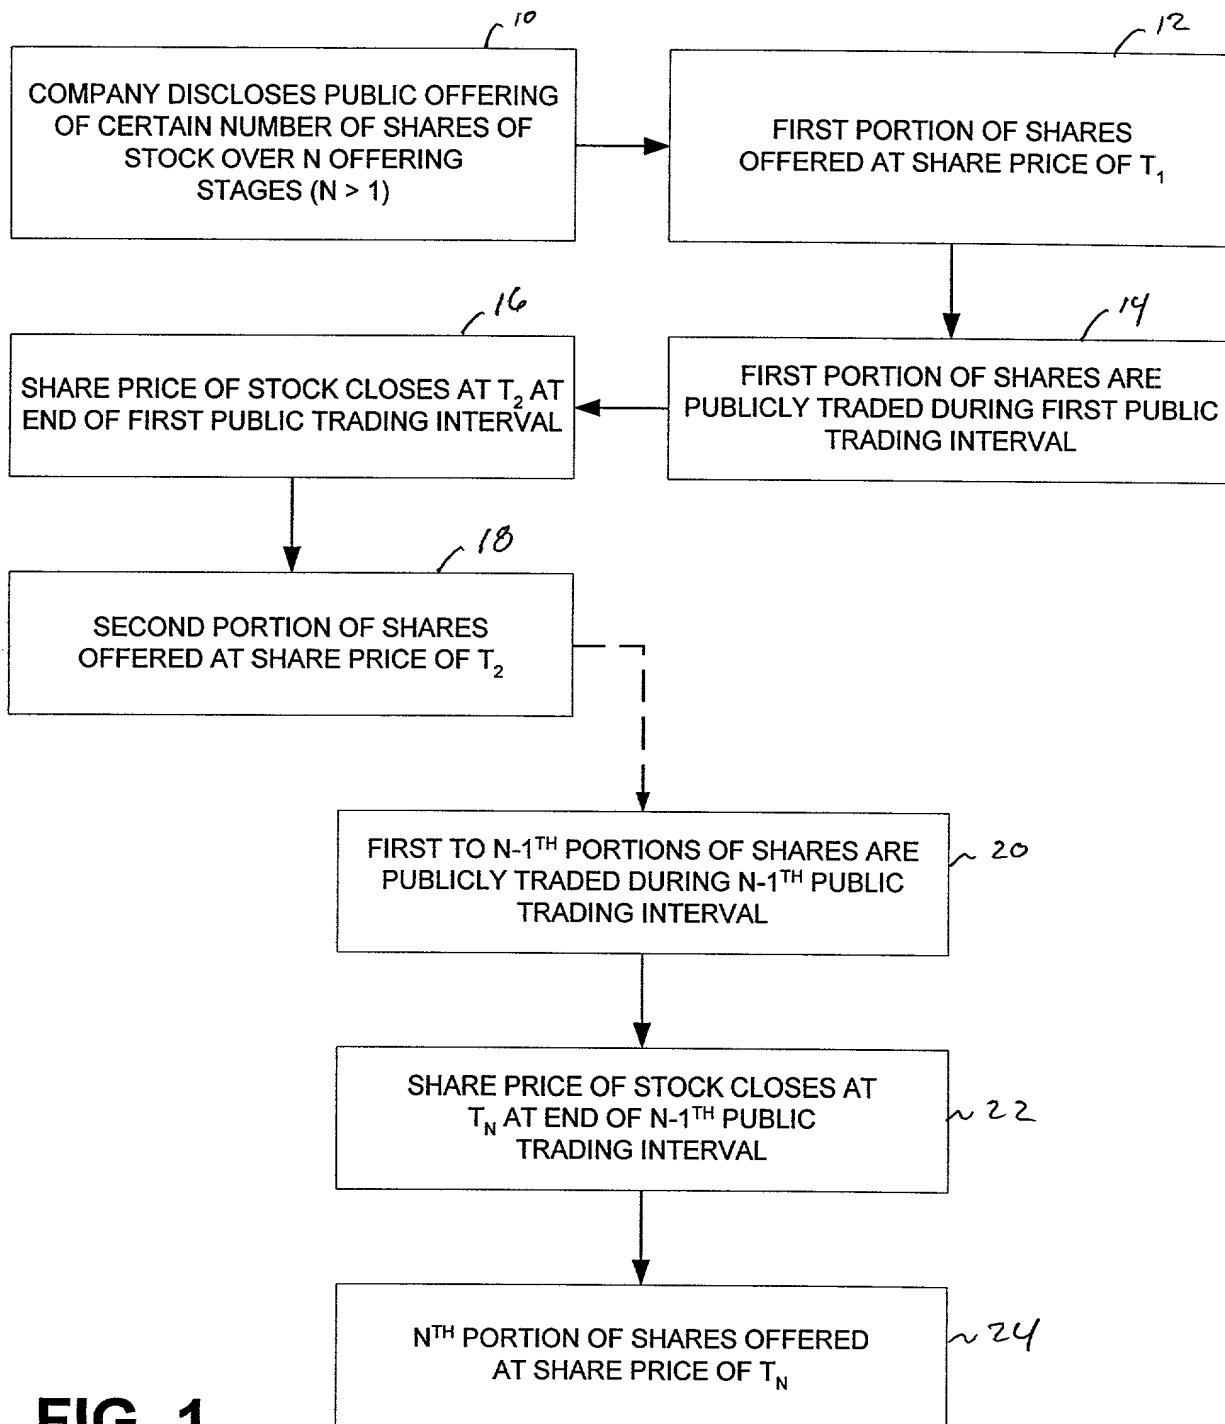 10
COMPANY DISCLOSES PUBLIC OFFERING
OF CERTAIN NUMBER OF SHARES OF
STOCK OVER N OFFERING
STAGES (N > 1)
12
FIRST PORTION OF SHARES
OFFERED AT SHARE PRICE OF T₁
14
FIRST PORTION OF SHARES ARE
PUBLICLY TRADED DURING FIRST PUBLIC
TRADING INTERVAL
16
SHARE PRICE OF STOCK CLOSES AT T₂ AT
END OF FIRST PUBLIC TRADING INTERVAL
18
SECOND PORTION OF SHARES
OFFERED AT SHARE PRICE OF T₂
FIRST TO N-1ᵀᴴ PORTIONS OF SHARES ARE
PUBLICLY TRADED DURING N-1ᵀᴴ PUBLIC
TRADING INTERVAL
20
SHARE PRICE OF STOCK CLOSES AT
T_N AT END OF N-1ᵀᴴ PUBLIC
TRADING INTERVAL
22
Nᵀᴴ PORTION OF SHARES OFFERED
AT SHARE PRICE OF T_N
24
FIG. 1